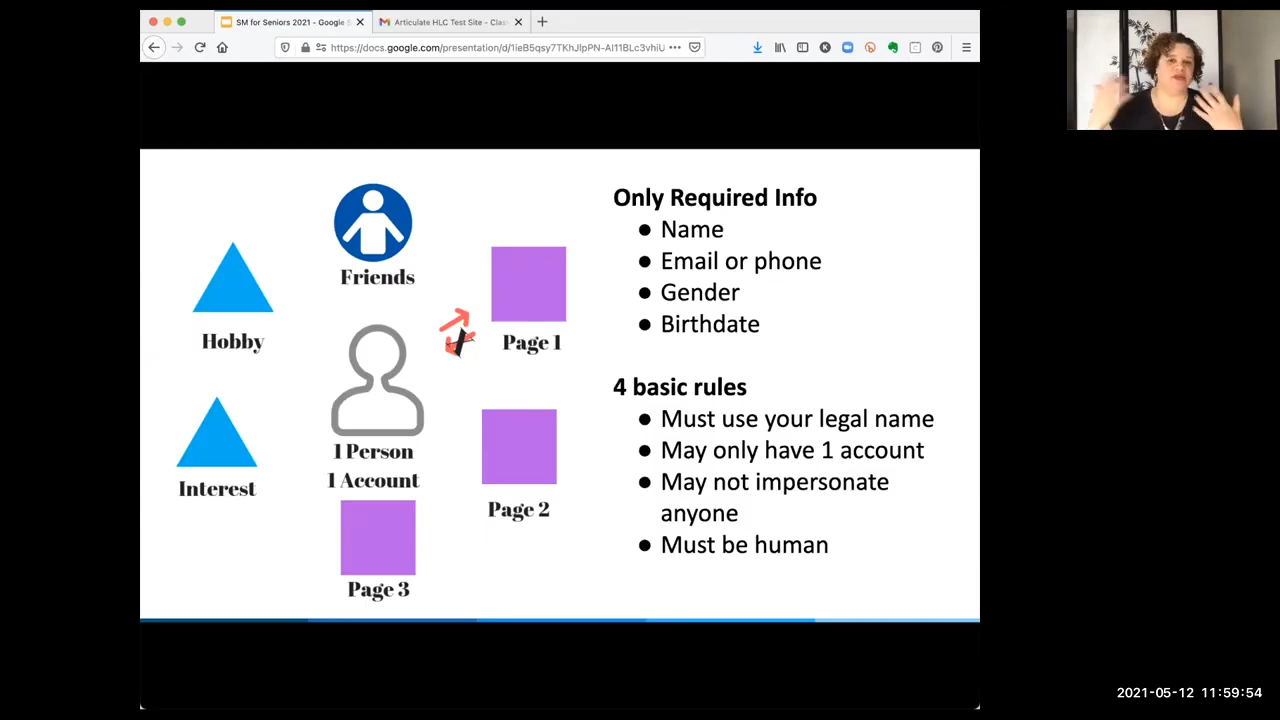 SM for Seniors 2021 - Google S
Articulate HLC Test Site - Clas
https://docs.google.com/presentation/d/1ieB5qsy7TKhJlpPN-AI11BLc3vhiU
Friends
Hobby
Page 1
1 Person
1 Account
Interest
Page 2
Page 3
Only Required Info
● Name
● Email or phone
● Gender
● Birthdate
4 basic rules
● Must use your legal name
● May only have 1 account
● May not impersonate
anyone
● Must be human
2021-05-12 11:59:54